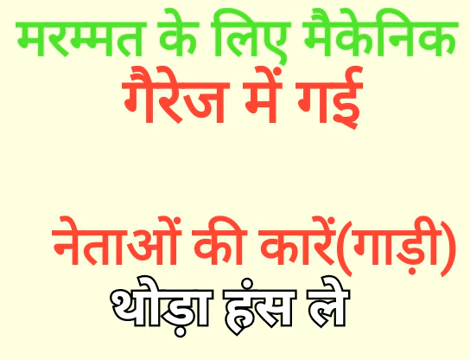 मरम्मत के लिए मैकेनिक
गैरेज में गई
नेताओं की कारें(गाड़ी)
थोड़ा हंस ले